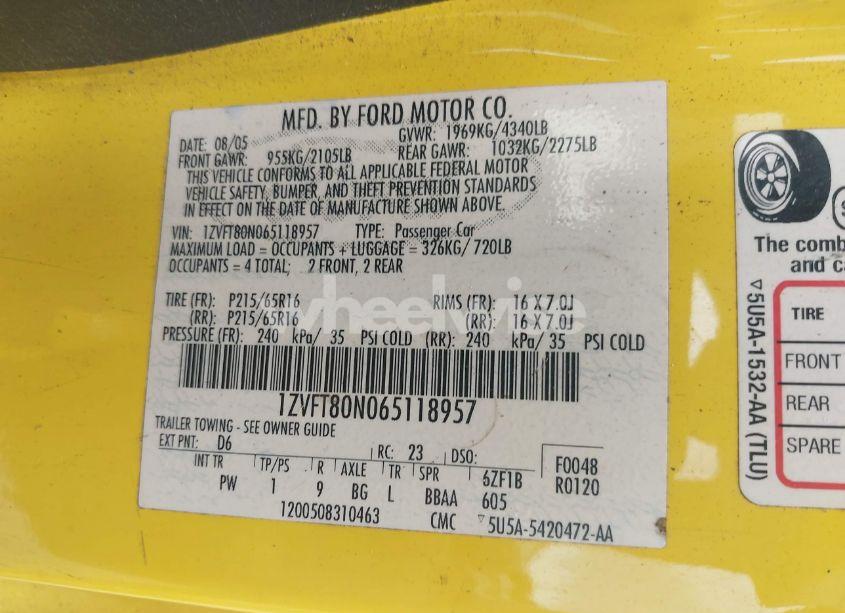 MFD. BY FORD MOTOR CO.
DATE: 08/05 GVWR: 1969KG/4340LB
FRONT GAWR: 955KG/2105LB REAR GAWR: 1032KG/2275LB
THIS VEHICLE CONFORMS TO ALL APPLICABLE FEDERAL MOTOR
VEHICLE SAFETY, BUMPER, AND THEFT PREVENTION STANDARDS
IN EFFECT ON THE DATE OF MANUFACTURE SHOWN ABOVE.
VIN: 1ZVFT80N065118957 TYPE: Passenger Car
MAXIMUM LOAD = OCCUPANTS + LUGGAGE = 326KG/ 720LB
OCCUPANTS = 4 TOTAL; 2 FRONT, 2 REAR
TIRE (FR): P215/65R16 RIMS (FR): 16 X 7.0J
(RR): P215/65R16 (RR): 16 X 7.0J
PRESSURE (FR): 240 kPa/ 35 PSI COLD (RR): 240 kPa/ 35 PSI COLD
1ZVFT80N065118957
TRAILER TOWING - SEE OWNER GUIDE
EXT PNT: D6 RC: 23 DSO: F0048
INT TR TP/PS R AXLE TR SPR 6ZF1B R0120
PW 1 9 BG L BBAA 605
1200508310463 CMC ▽5U5A-5420472-AA
wheelwise
▽5U5A-1532-AA (TLU)
The comb
and ca
TIRE
FRONT
REAR
SPARE